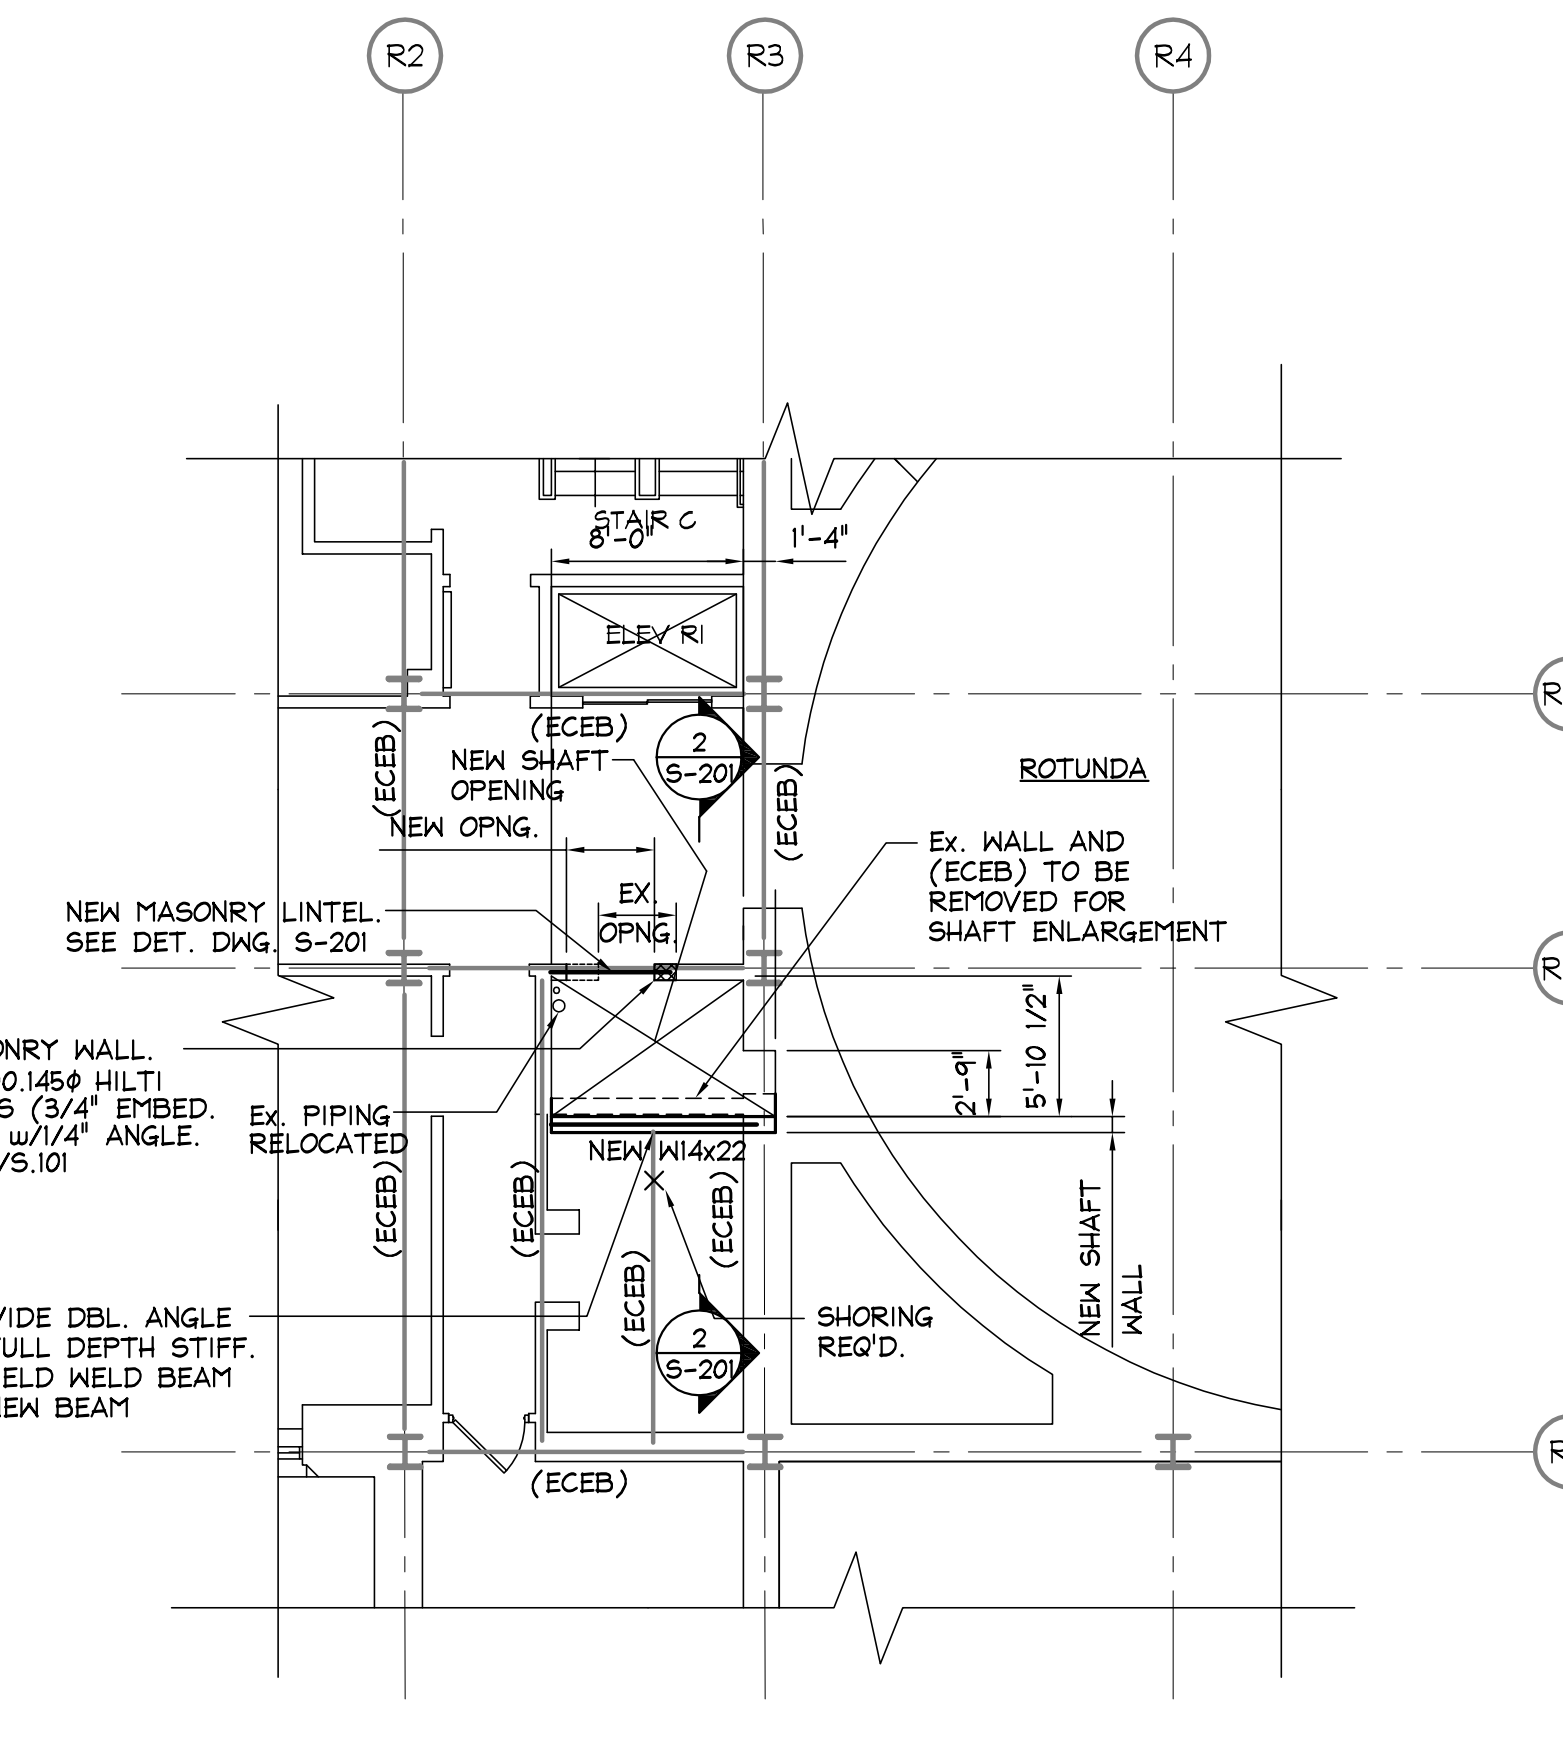 R2
R3
R4
STAIR C
8'-0"
1'-4"
ELEV R1
R
(ECEB)
(ECEB)
NEW SHAFT
OPENING
2
S-201
(ECEB)
ROTUNDA
NEW OPNG.
Ex. WALL AND
(ECEB) TO BE
REMOVED FOR
SHAFT ENLARGEMENT
EX.
OPNG.
NEW MASONRY LINTEL.
SEE DET. DWG. S-201
R
5'-10 1/2"
2'-9"
ONRY WALL.
0.145φ HILTI
S (3/4" EMBED.
w/1/4" ANGLE.
/S.101
Ex. PIPING
RELOCATED
NEW W14x22
(ECEB)
(ECEB)
(ECEB)
(ECEB)
NEW SHAFT
WALL
VIDE DBL. ANGLE
FULL DEPTH STIFF.
IELD WELD BEAM
NEW BEAM
2
S-201
SHORING
REQ'D.
R
(ECEB)